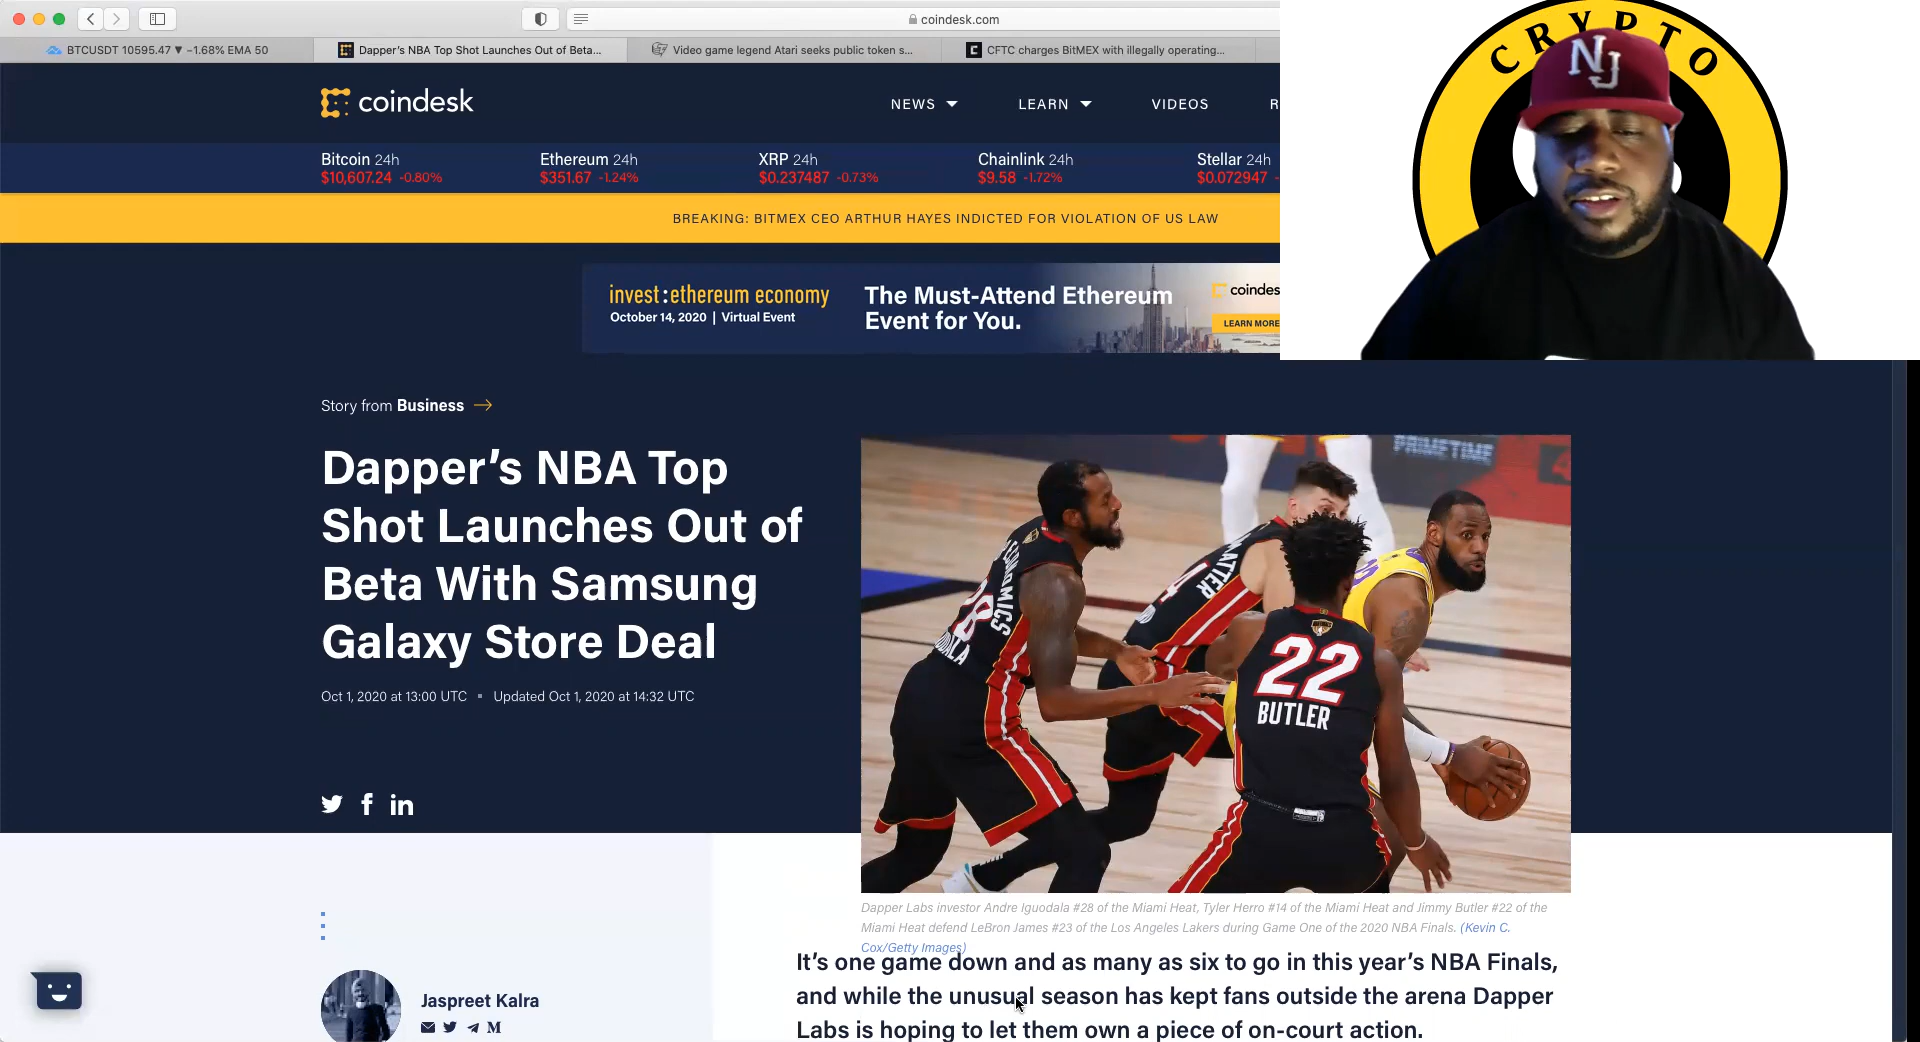 coindesk.com
BTCUSDT 10595.47 ▼ −1.68% EMA 50
Dapper's NBA Top Shot Launches Out of Beta...
Video game legend Atari seeks public token s...
CFTC charges BitMEX with illegally operating...
CRYPTO
NJ
coindesk
NEWS
LEARN
VIDEOS
R
Bitcoin 24h
$10,607.24 -0.80%
Ethereum 24h
$351.67 -1.24%
XRP 24h
$0.237487 -0.73%
Chainlink 24h
$9.58 -1.72%
Stellar 24h
$0.072947 -
BREAKING: BITMEX CEO ARTHUR HAYES INDICTED FOR VIOLATION OF US LAW
invest:ethereum economy
October 14, 2020 | Virtual Event
The Must-Attend Ethereum
Event for You.
coindes
LEARN MORE
Story from Business →
Dapper’s NBA Top
Shot Launches Out of
Beta With Samsung
Galaxy Store Deal
Oct 1, 2020 at 13:00 UTC ▪ Updated Oct 1, 2020 at 14:32 UTC
PRIMETIME
22
BUTLER
Dapper Labs investor Andre Iguodala #28 of the Miami Heat, Tyler Herro #14 of the Miami Heat and Jimmy Butler #22 of the
Miami Heat defend LeBron James #23 of the Los Angeles Lakers during Game One of the 2020 NBA Finals. (Kevin C.
Cox/Getty Images)
It’s one game down and as many as six to go in this year’s NBA Finals,
and while the unusual season has kept fans outside the arena Dapper
Labs is hoping to let them own a piece of on-court action.
Jaspreet Kalra